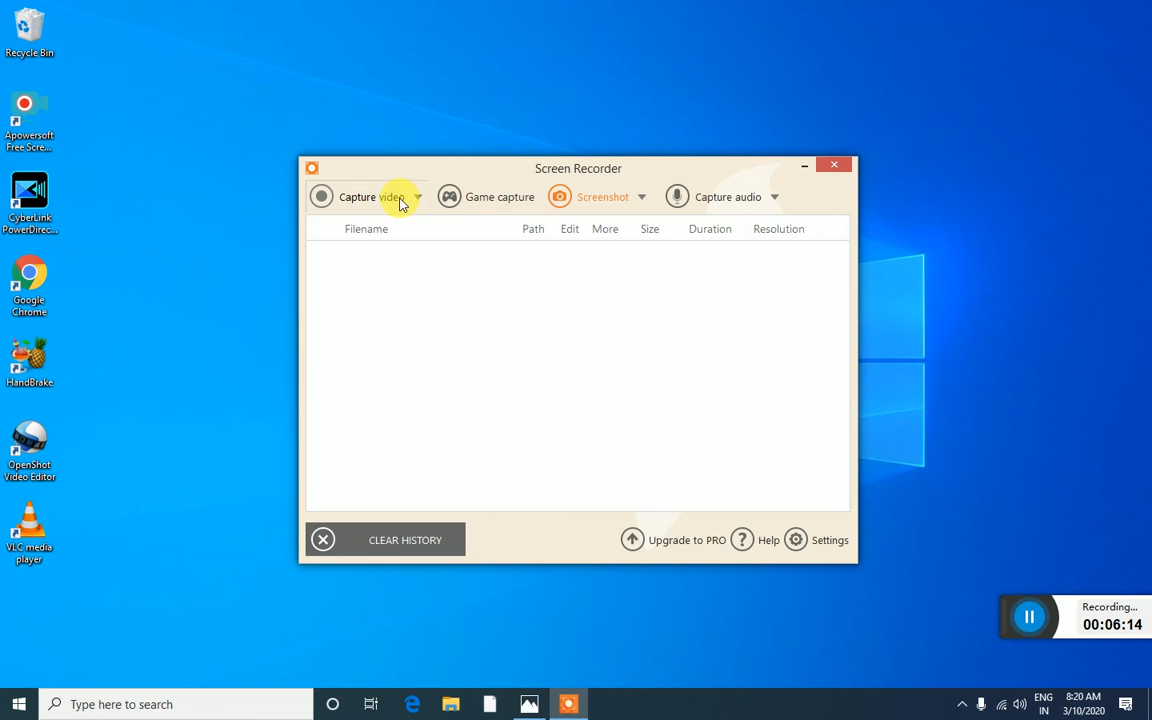 Recycle Bin
Apowersoft
Free Scre...
CyberLink
PowerDirec...
Google
Chrome
HandBrake
OpenShot
Video Editor
VLC media
player
Screen Recorder
Capture video
Game capture
Screenshot
Capture audio
Filename
Path
Edit
More
Size
Duration
Resolution
CLEAR HISTORY
Upgrade to PRO
? Help
Settings
Recording...
00:06:14
Type here to search
ENG
IN
8:20 AM
3/10/2020